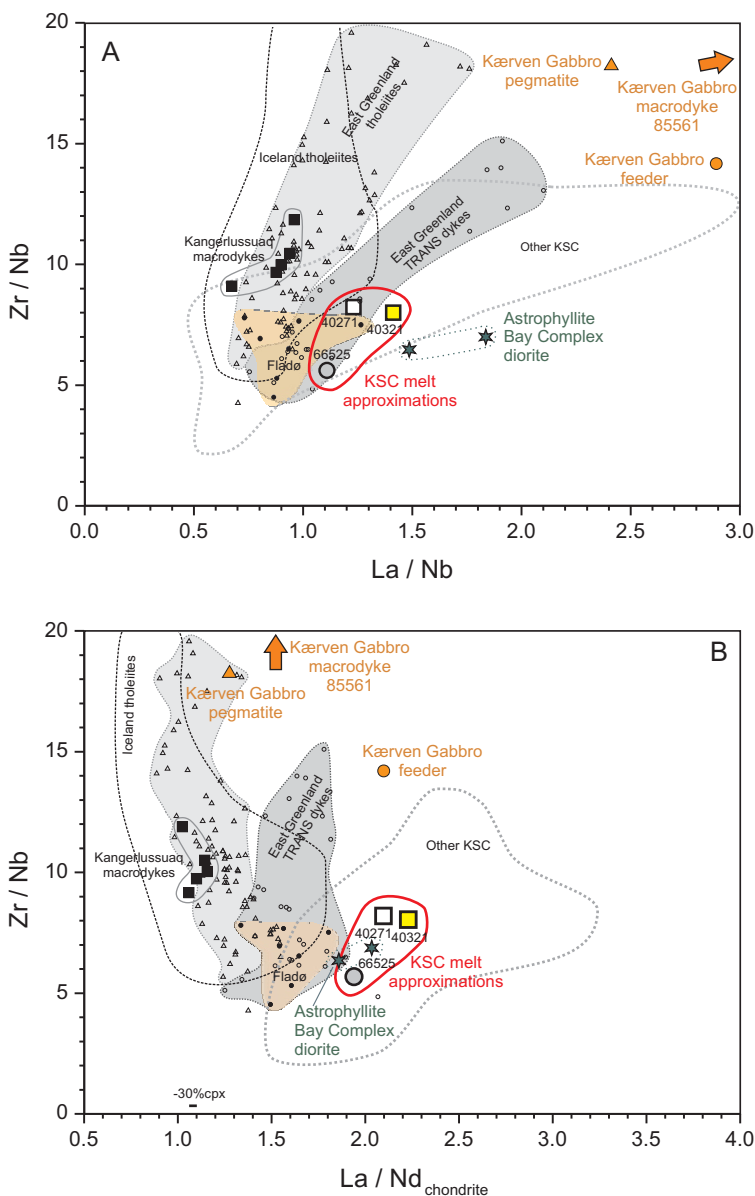 A
20
15
10
5
0
Zr / Nb
0.0
0.5
1.0
1.5
2.0
2.5
3.0
La / Nb
East Greenland
tholeiites
Iceland tholeiites
Kangerlussuaq
macrodykes
East Greenland
TRANS dykes
Other KSC
Kærven Gabbro
pegmatite
Kærven Gabbro
macrodyke
85561
Kærven Gabbro
feeder
40271
40321
66525
Fladø
KSC melt
approximations
Astrophyllite
Bay Complex
diorite
B
20
15
10
5
0
Zr / Nb
0.5
1.0
1.5
2.0
2.5
3.0
3.5
4.0
La / Nd chondrite
Iceland tholeiites
Kærven Gabbro
pegmatite
Kærven Gabbro
macrodyke
85561
Kærven Gabbro
feeder
East Greenland
TRANS dykes
Kangerlussuaq
macrodykes
Other KSC
40271
40321
66525
Fladø
KSC melt
approximations
Astrophyllite
Bay Complex
diorite
-30%cpx